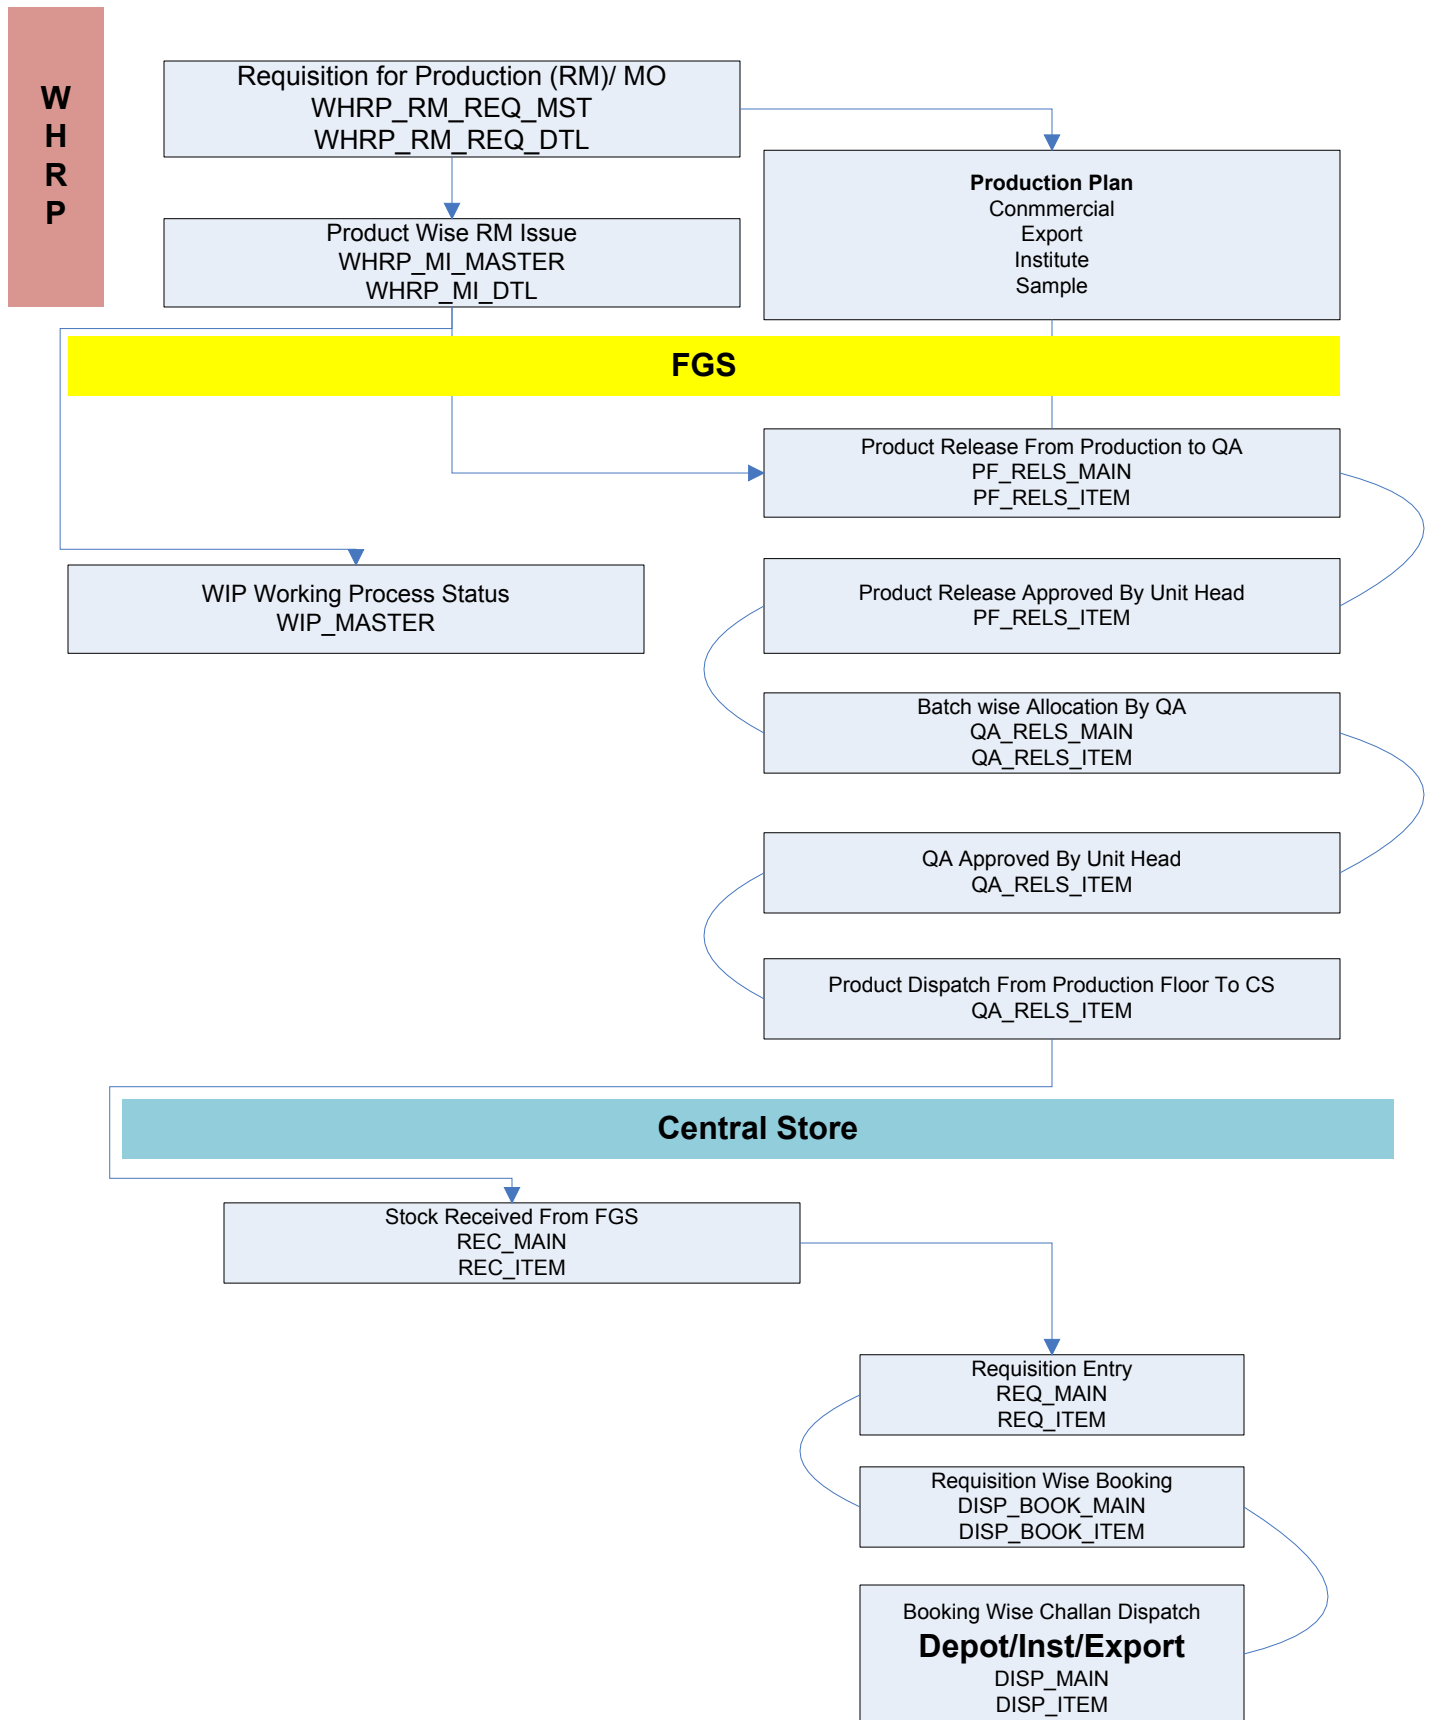 W
H
R
P
Requisition for Production (RM)/ MO
WHRP_RM_REQ_MST
WHRP_RM_REQ_DTL
Production Plan
Conmmercial
Export
Institute
Sample
Product Wise RM Issue
WHRP_MI_MASTER
WHRP_MI_DTL
FGS
Product Release From Production to QA
PF_RELS_MAIN
PF_RELS_ITEM
WIP Working Process Status
WIP_MASTER
Product Release Approved By Unit Head
PF_RELS_ITEM
Batch wise Allocation By QA
QA_RELS_MAIN
QA_RELS_ITEM
QA Approved By Unit Head
QA_RELS_ITEM
Product Dispatch From Production Floor To CS
QA_RELS_ITEM
Central Store
Stock Received From FGS
REC_MAIN
REC_ITEM
Requisition Entry
REQ_MAIN
REQ_ITEM
Requisition Wise Booking
DISP_BOOK_MAIN
DISP_BOOK_ITEM
Booking Wise Challan Dispatch
Depot/Inst/Export
DISP_MAIN
DISP_ITEM